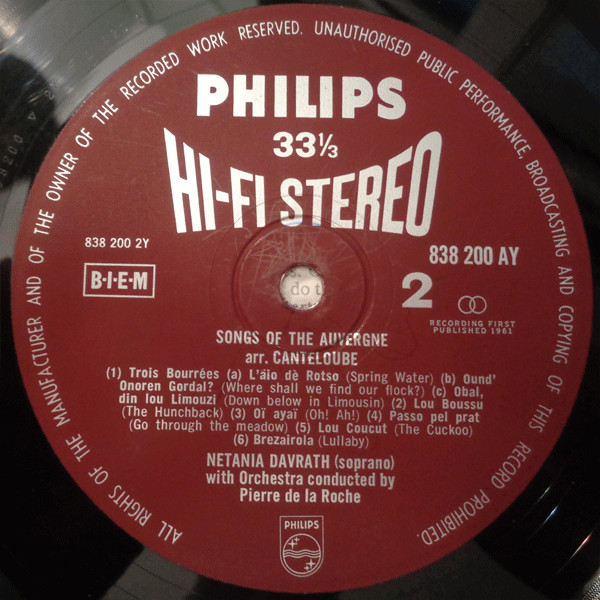 ALL RIGHTS OF THE MANUFACTURER AND OF THE OWNER OF THE RECORDED WORK RESERVED. UNAUTHORISED PUBLIC PERFORMANCE, BROADCASTING AND COPYING OF THIS RECORD PROHIBITED.
PHILIPS
33⅓
HI-FI STEREO
838 200 2Y
838 200 AY
B·I·E·M
2
do t
RECORDING FIRST
PUBLISHED 1961
SONGS OF THE AUVERGNE
arr. CANTELOUBE
(1) Trois Bourrées (a) L'äio dè Rotso (Spring Water) (b) Ound'
Onoren Gordal? (Where shall we find our flock?) (c) Obal,
din lou Limouzi (Down below in Limousin) (2) Lou Boussu
(The Hunchback) (3) Oï ayaï (Oh! Ah!) (4) Passo pel prat
(Go through the meadow) (5) Lou Coucut (The Cuckoo)
(6) Brezairola (Lullaby)
NETANIA DAVRATH (soprano)
with Orchestra conducted by
Pierre de la Roche
PHILIPS